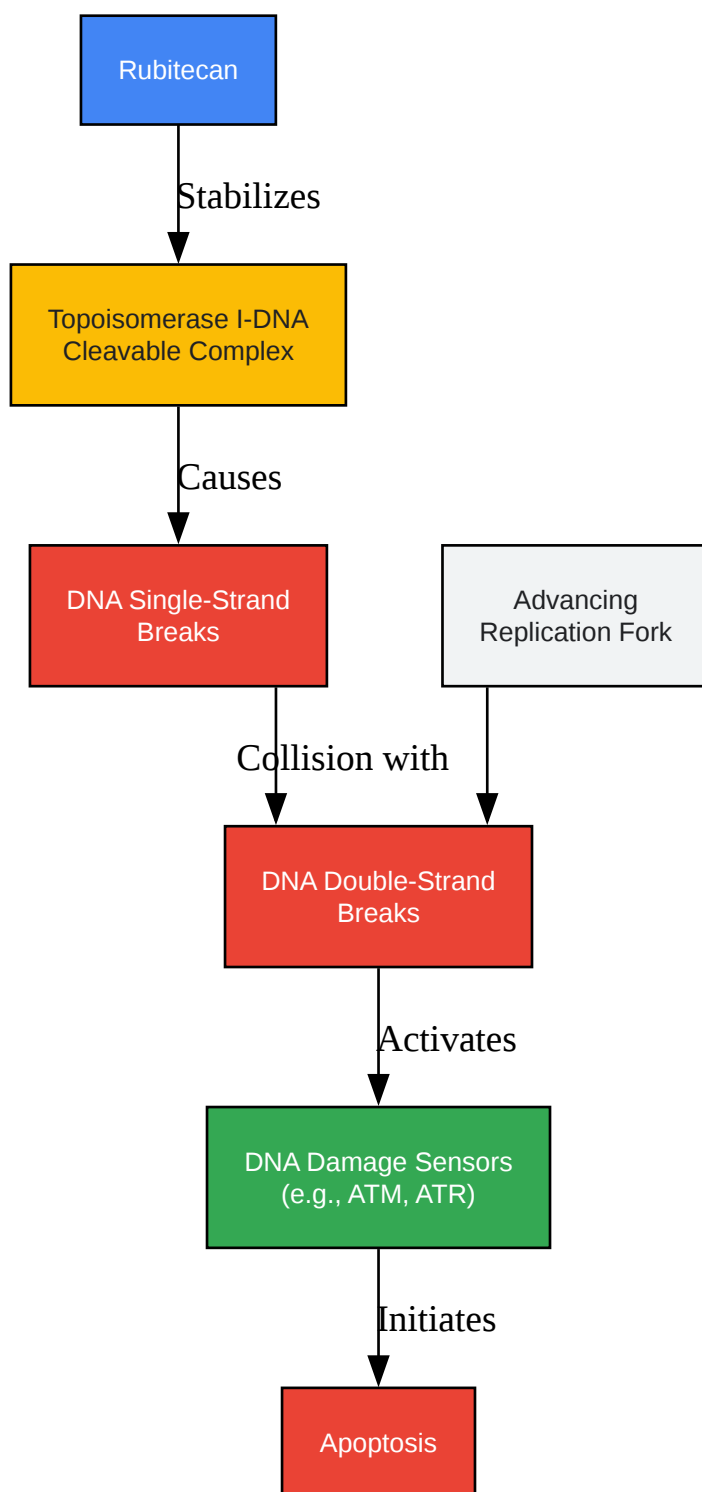 Rubitecan
Stabilizes
Topoisomerase I-DNA
Cleavable Complex
Causes
DNA Single-Strand
Breaks
Advancing
Replication Fork
Collision with
DNA Double-Strand
Breaks
Activates
DNA Damage Sensors
(e.g., ATM, ATR)
Initiates
Apoptosis